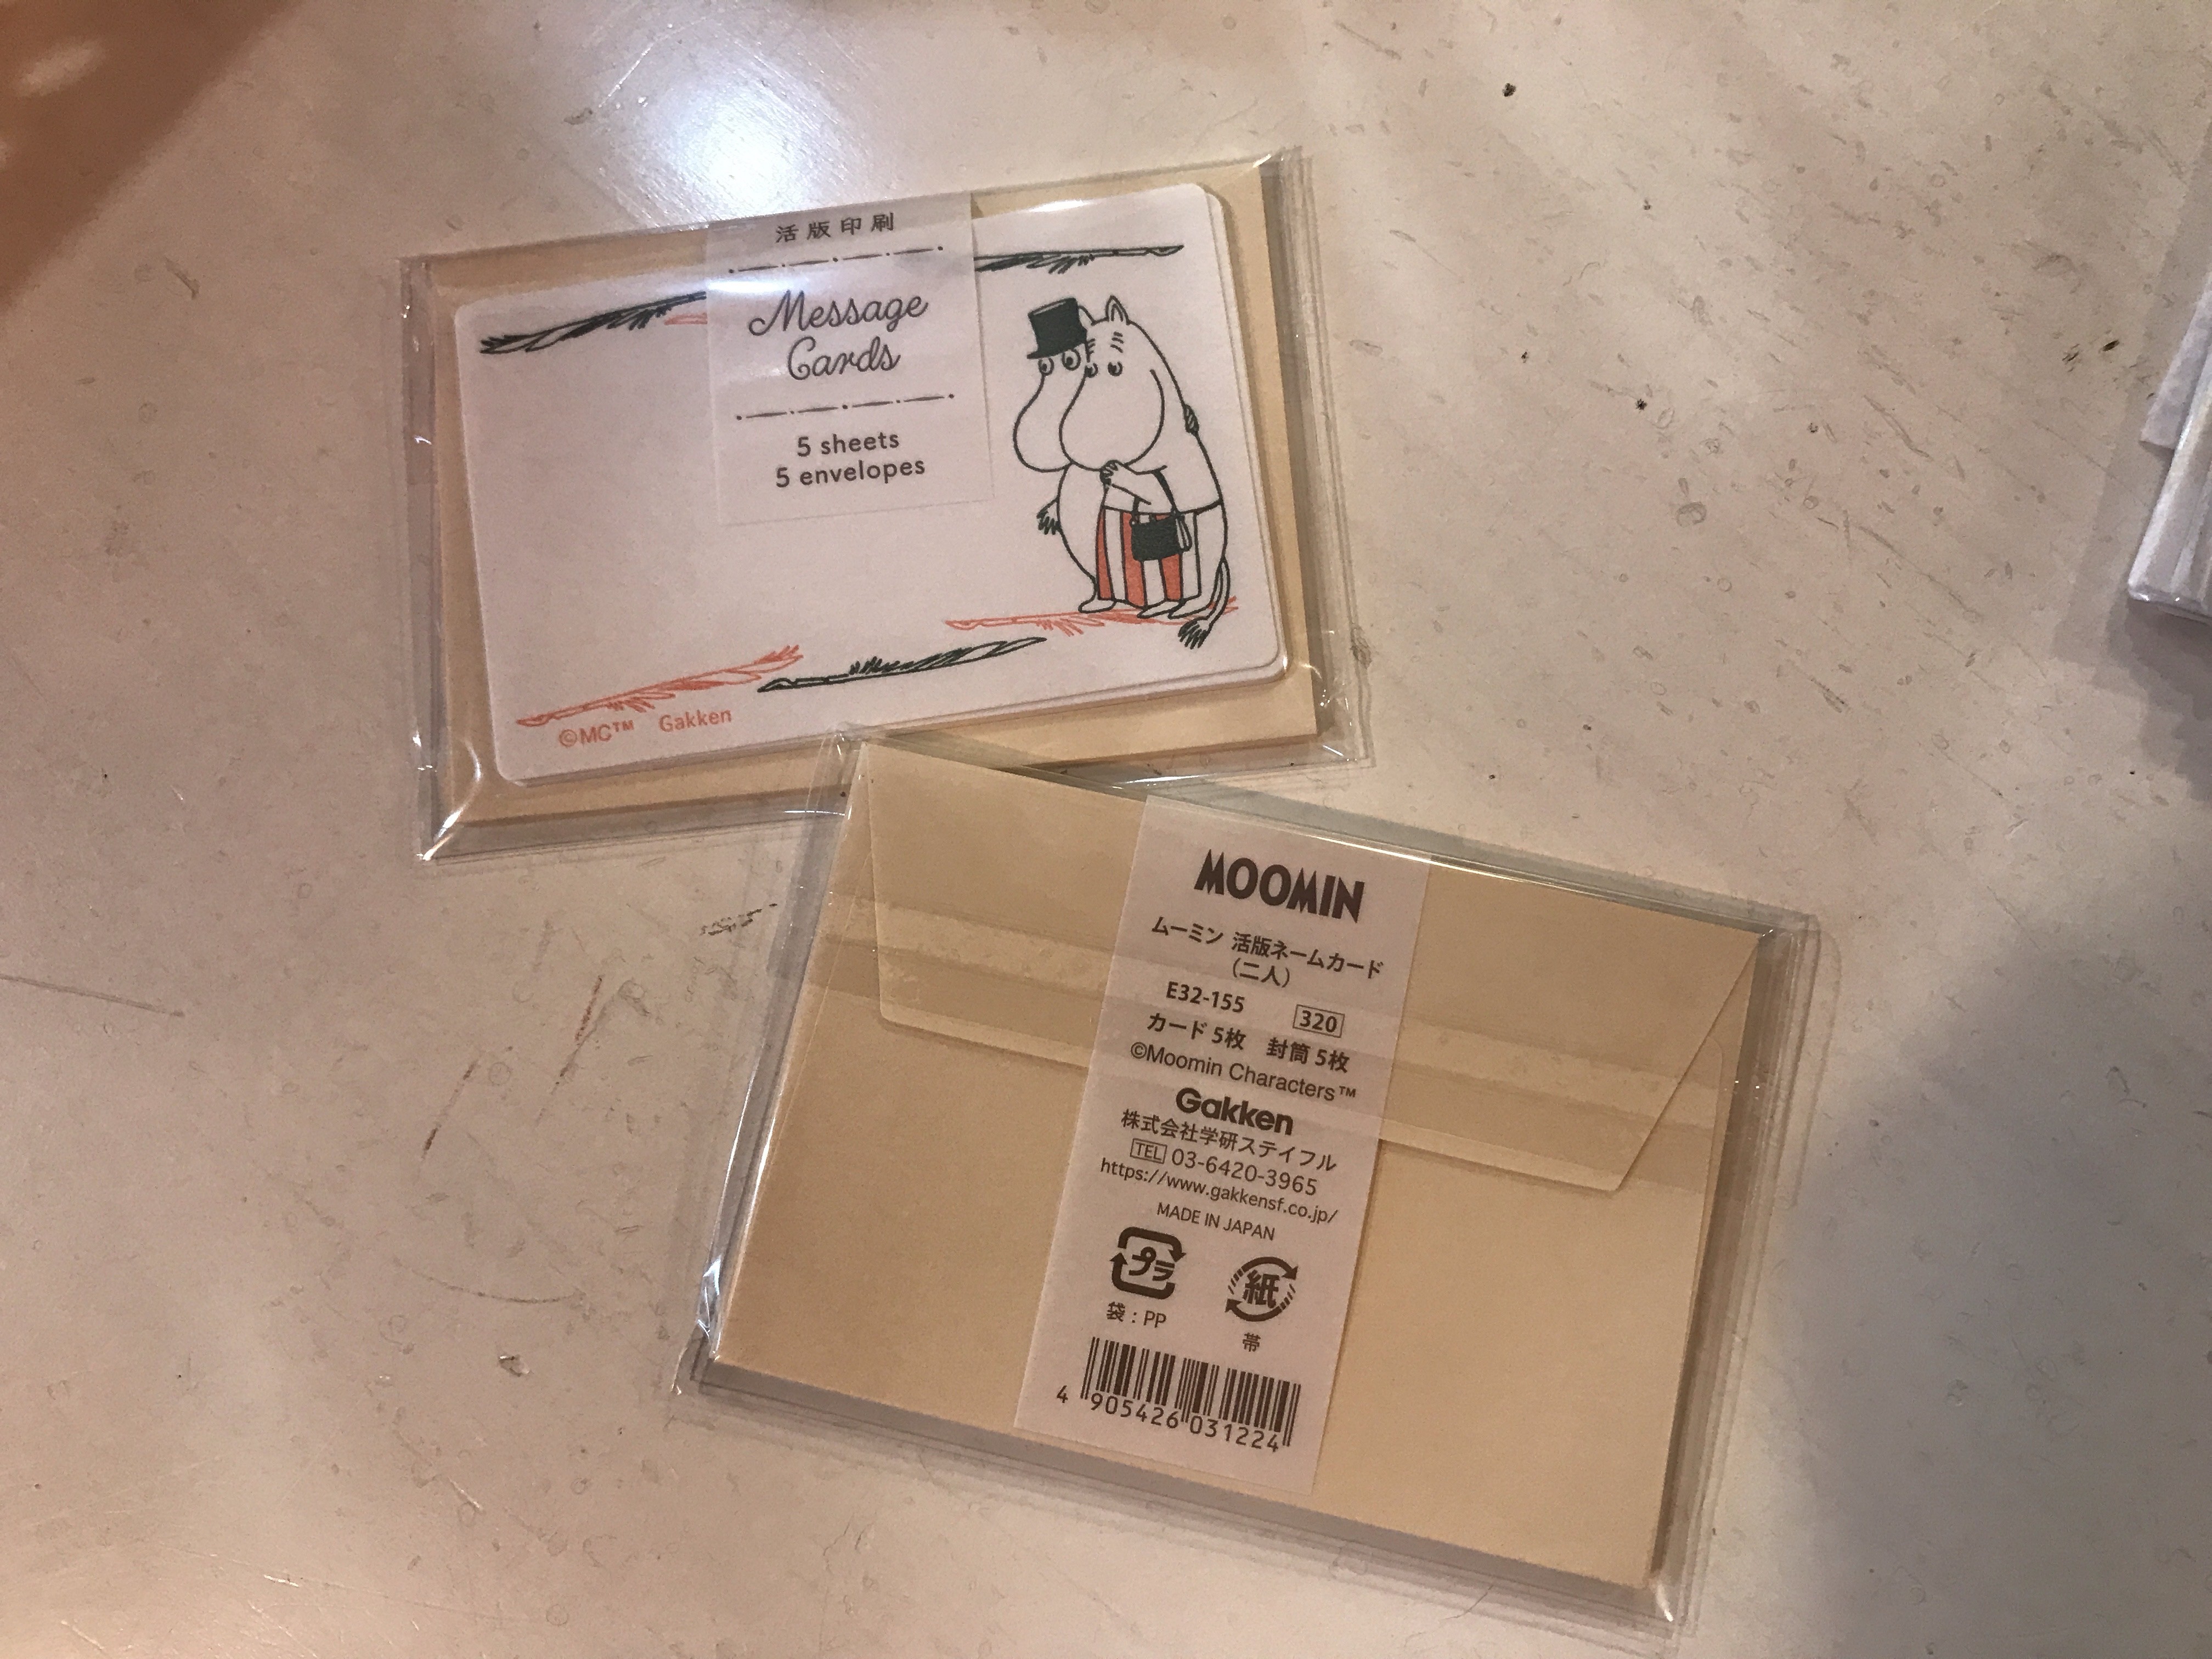 活版印刷
Message
Cards
5 sheets
5 envelopes
©MC™ Gakken
MOOMIN
ムーミン 活版ネームカード
(二人)
E32-155 320
カード 5枚 封筒 5枚
©Moomin Characters™
Gakken
株式会社学研ステイフル
TEL 03-6420-3965
https://www.gakkensf.co.jp/
MADE IN JAPAN
プラ 紙
袋：PP 帯
4 905426 031224